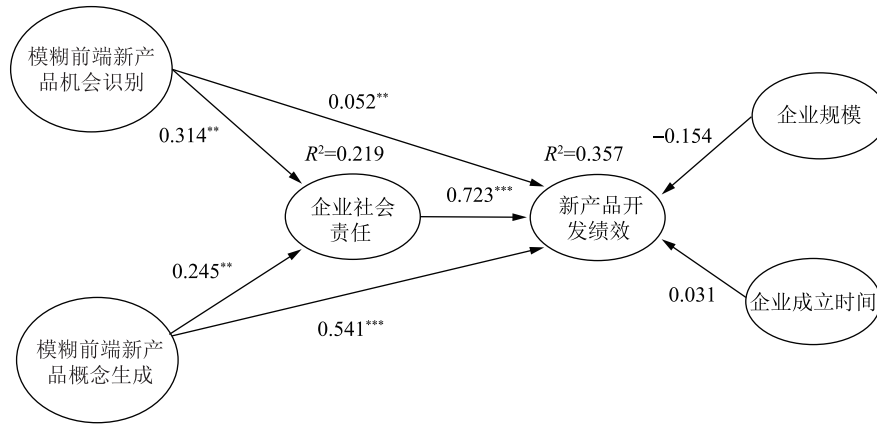 模糊前端新产
品机会识别
0.052**
企业规模
0.314**
R²=0.219
R²=0.357
−0.154
企业社会
责任
0.723***
新产品开
发绩效
0.245**
0.541***
0.031
企业成立时间
模糊前端新产
品概念生成